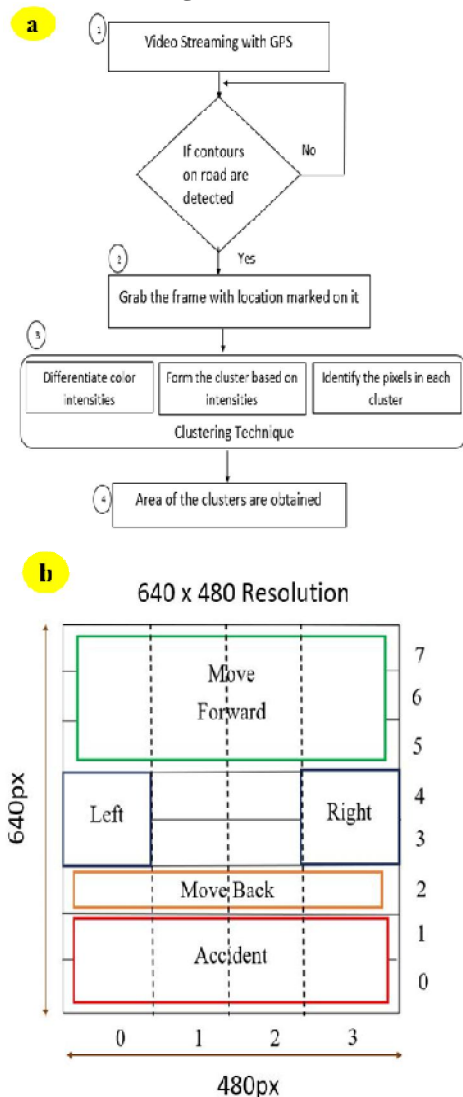 a
1
Video Streaming with GPS
If contours
on road are
detected
No
Yes
2
Grab the frame with location marked on it
3
Differentiate color
intensities
Form the cluster based on
intensities
Identify the pixels in each
cluster
Clustering Technique
4
Area of the clusters are obtained
b
640 x 480 Resolution
640px
Move
Forward
7
6
5
Left
Right
4
3
Move Back
2
Accident
1
0
0 1 2 3
480px